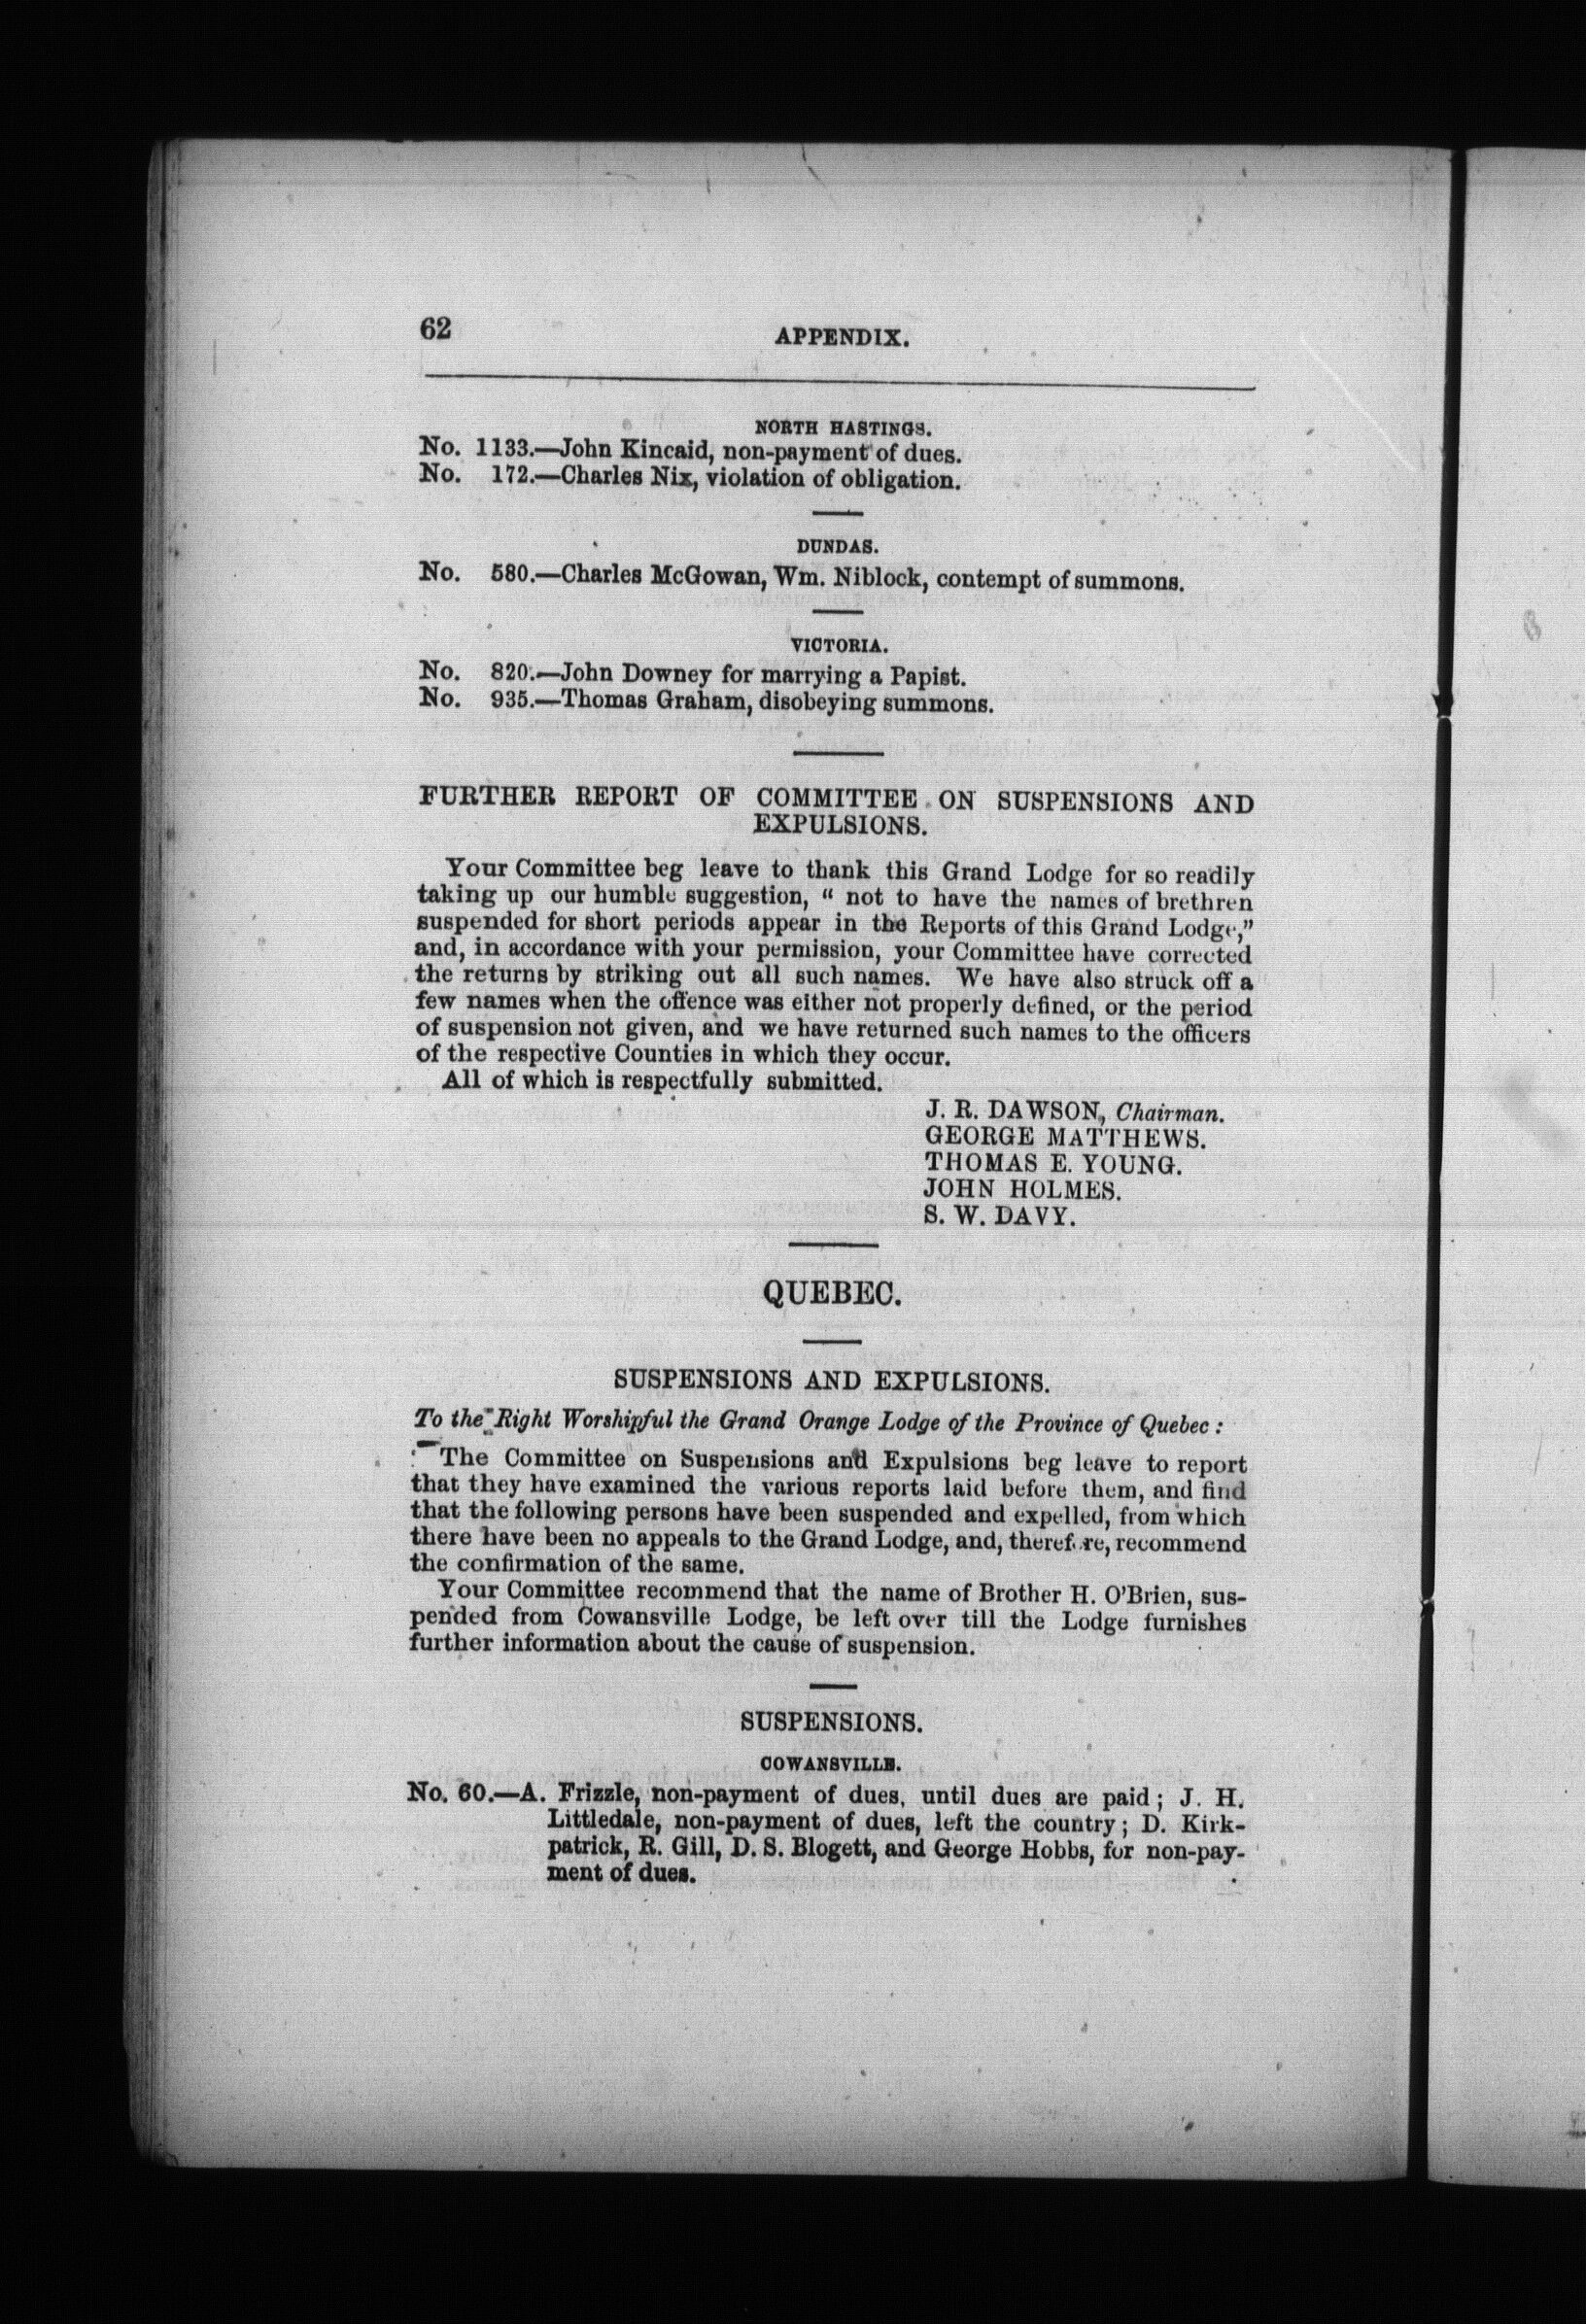 62
APPENDIX.
NORTH HASTINGS.
No. 1133.—John Kincaid, non-payment of dues.
No. 172.—Charles Nix, violation of obligation.
DUNDAS.
No. 580.—Charles McGowan, Wm. Niblock, contempt of summons.
VICTORIA.
No. 820.—John Downey for marrying a Papist.
No. 935.—Thomas Graham, disobeying summons.
FURTHER REPORT OF COMMITTEE ON SUSPENSIONS AND
EXPULSIONS.
Your Committee beg leave to thank this Grand Lodge for so readily
taking up our humble suggestion, “ not to have the names of brethren
suspended for short periods appear in the Reports of this Grand Lodge,”
and, in accordance with your permission, your Committee have corrected
the returns by striking out all such names. We have also struck off a
few names when the offence was either not properly defined, or the period
of suspension not given, and we have returned such names to the officers
of the respective Counties in which they occur.
All of which is respectfully submitted.
J. R. DAWSON, Chairman.
GEORGE MATTHEWS.
THOMAS E. YOUNG.
JOHN HOLMES.
S. W. DAVY.
QUEBEC.
SUSPENSIONS AND EXPULSIONS.
To the Right Worshipful the Grand Orange Lodge of the Province of Quebec :
The Committee on Suspensions and Expulsions beg leave to report
that they have examined the various reports laid before them, and find
that the following persons have been suspended and expelled, from which
there have been no appeals to the Grand Lodge, and, therefore, recommend
the confirmation of the same.
Your Committee recommend that the name of Brother H. O’Brien, sus-
pended from Cowansville Lodge, be left over till the Lodge furnishes
further information about the cause of suspension.
SUSPENSIONS.
COWANSVILLE.
No. 60.—A. Frizzle, non-payment of dues, until dues are paid ; J. H.
Littledale, non-payment of dues, left the country ; D. Kirk-
patrick, R. Gill, D. S. Blogett, and George Hobbs, for non-pay-
ment of dues.